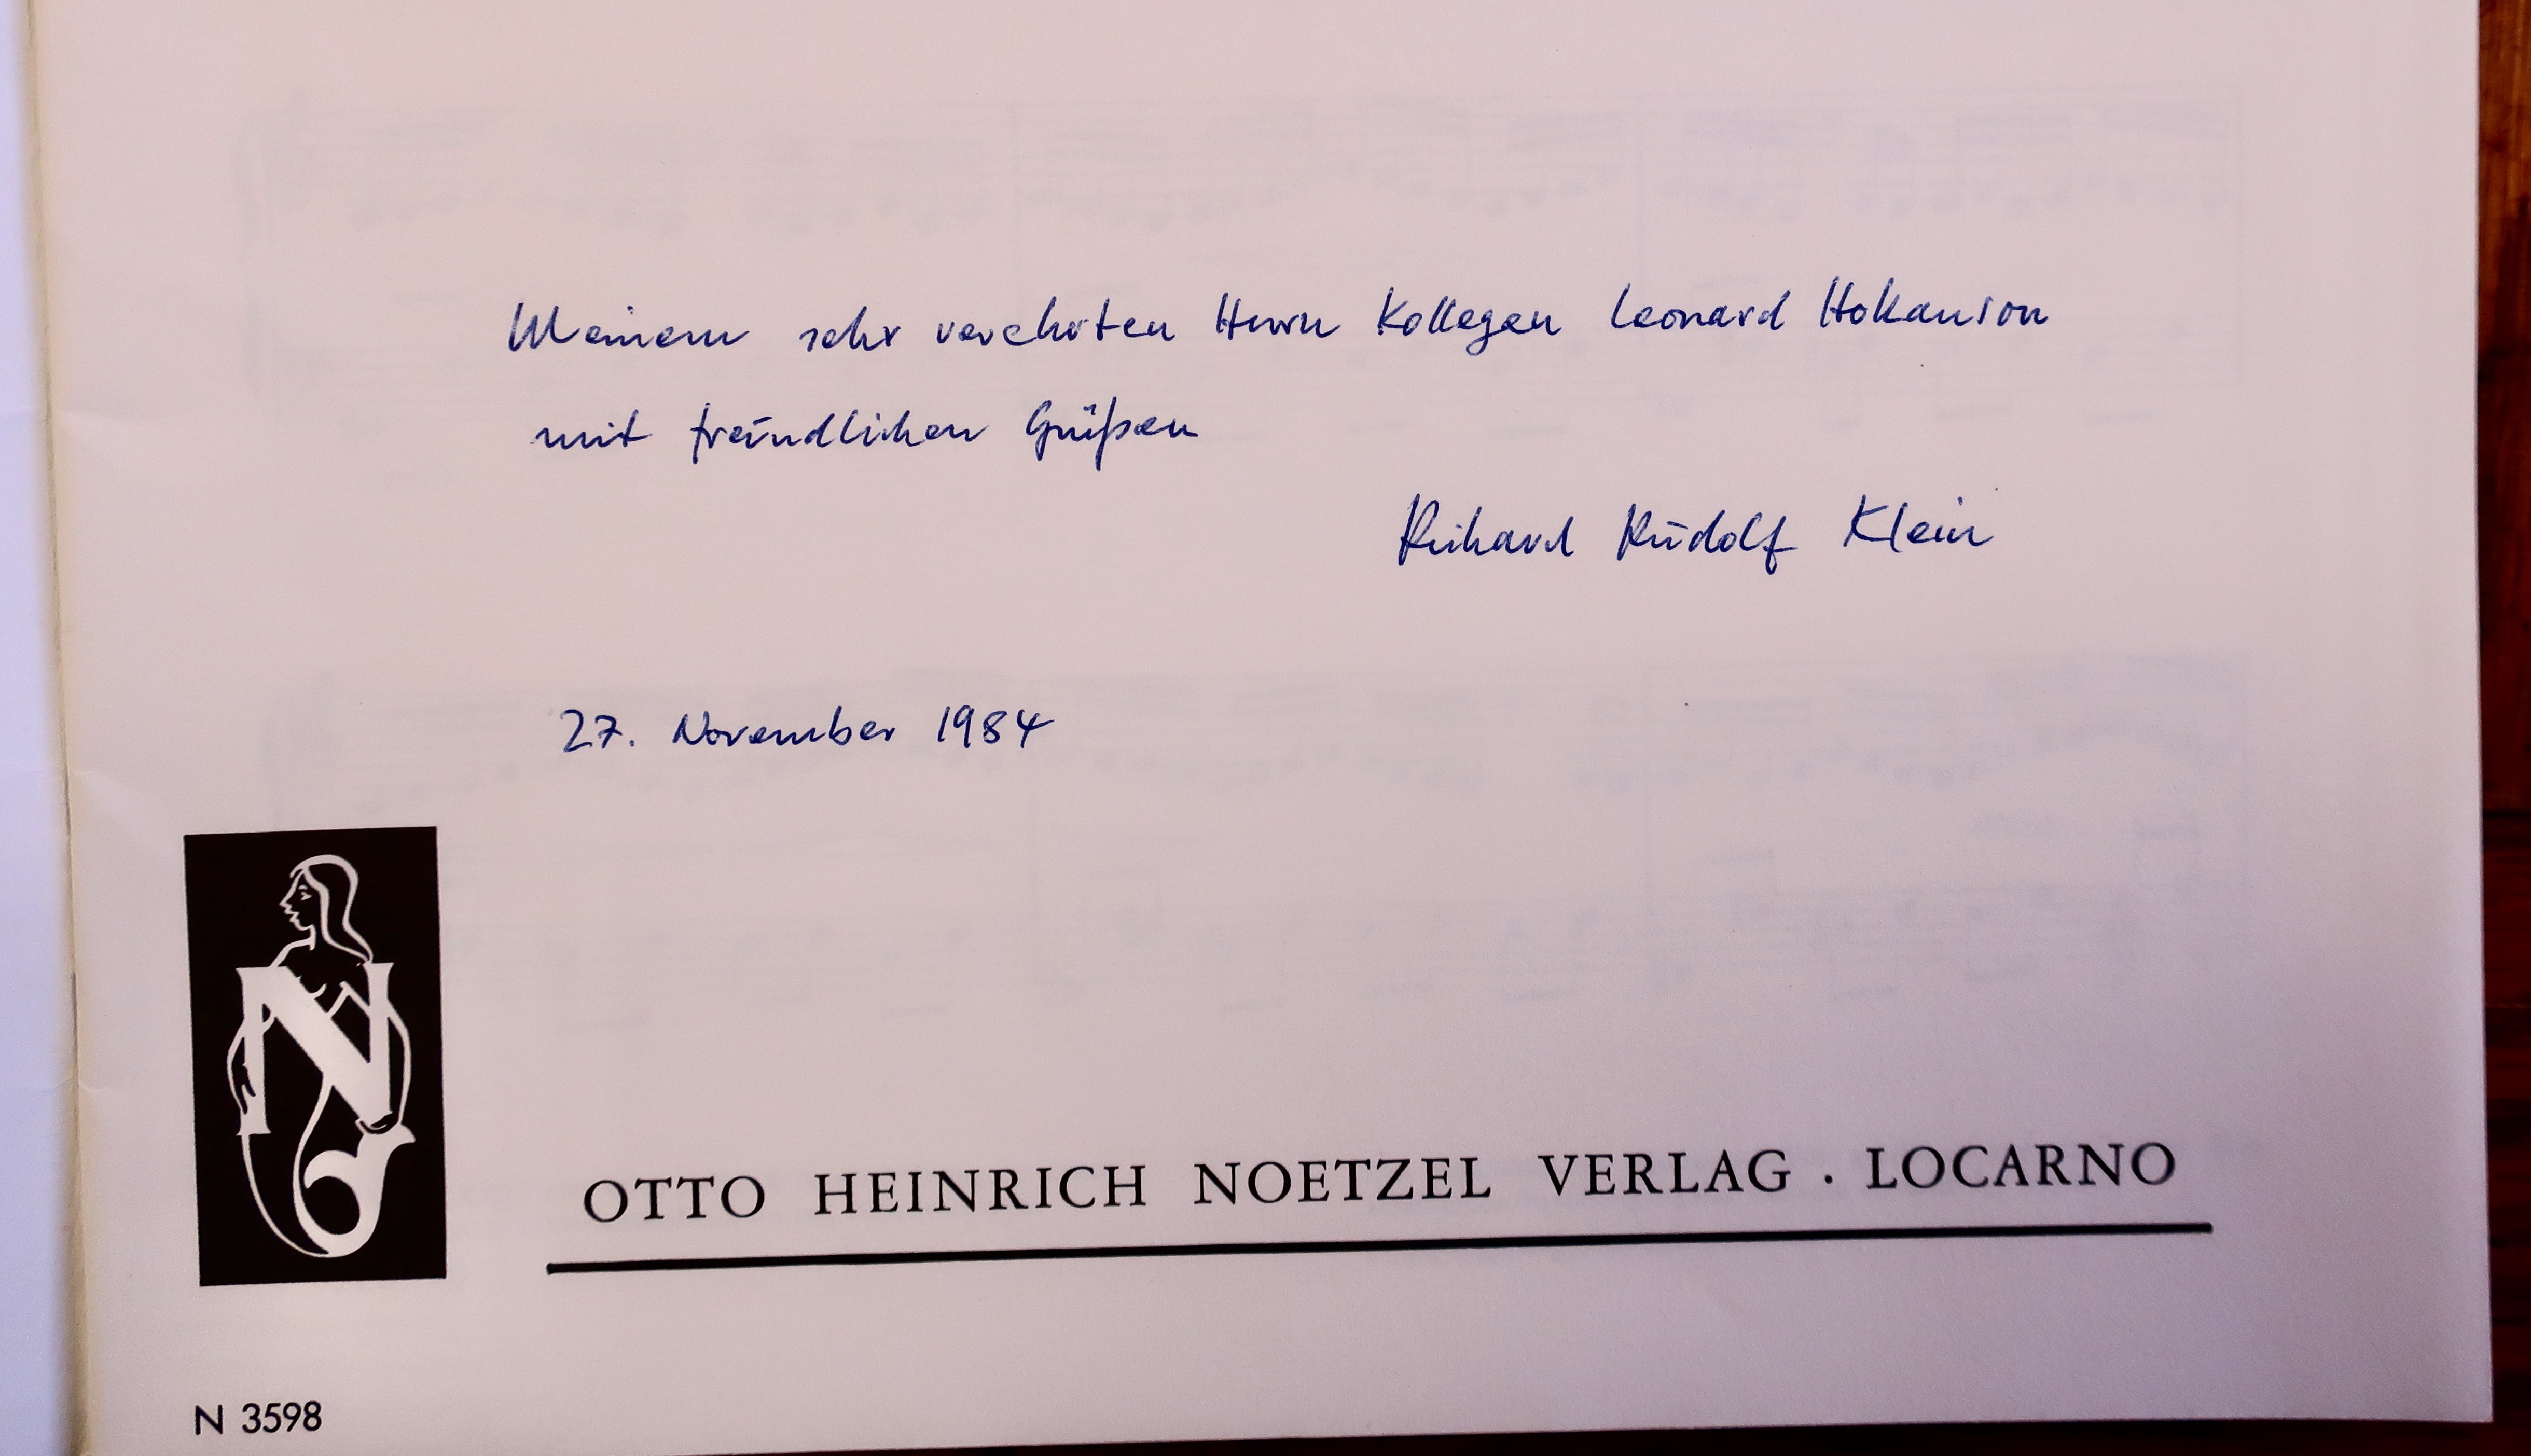 Meinem sehr verehrten Herrn Kollegen Leonard Hokanson
mit freundlichen Grüßen
Richard Rudolf Klein
27. November 1984
N
OTTO HEINRICH NOETZEL VERLAG · LOCARNO
N 3598